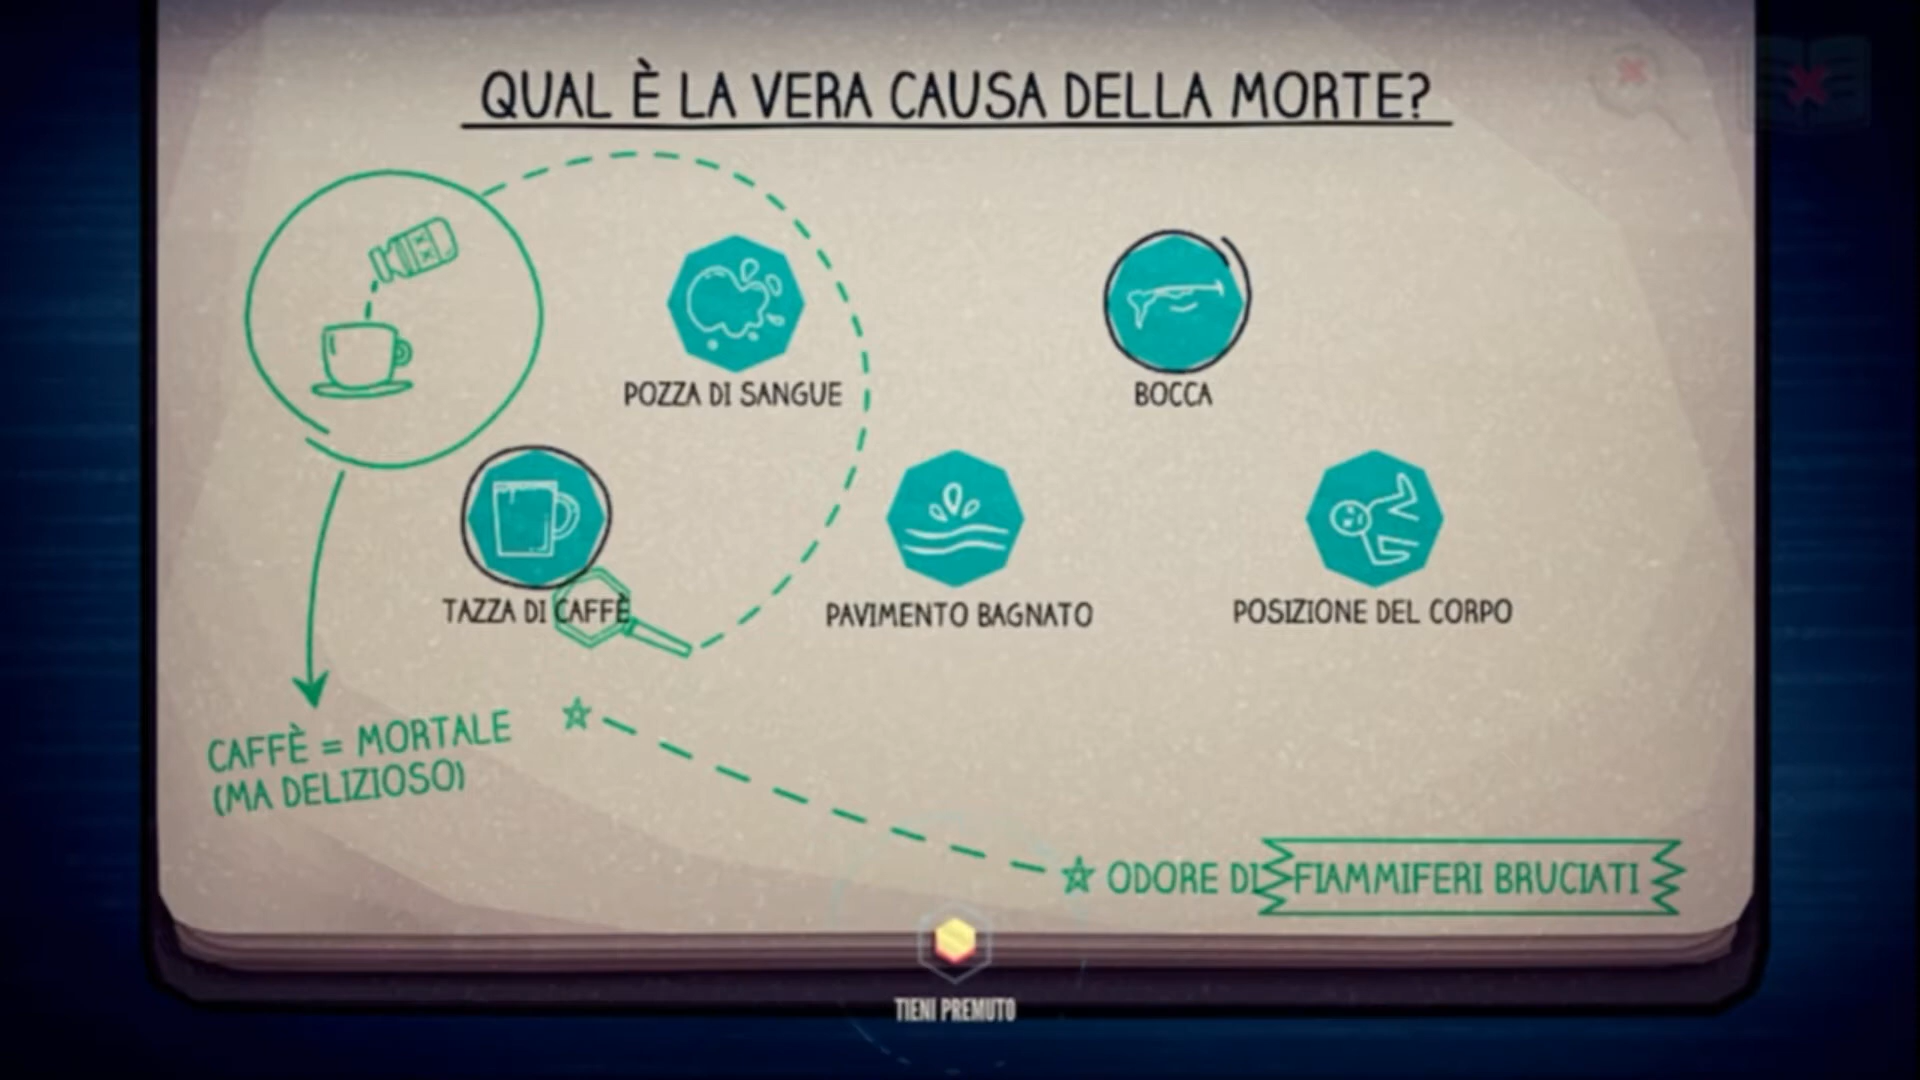 QUAL È LA VERA CAUSA DELLA MORTE?
POZZA DI SANGUE
BOCCA
TAZZA DI CAFFÈ
PAVIMENTO BAGNATO
POSIZIONE DEL CORPO
CAFFÈ = MORTALE
(MA DELIZIOSO)
ODORE DI FIAMMIFERI BRUCIATI
TIENI PREMUTO